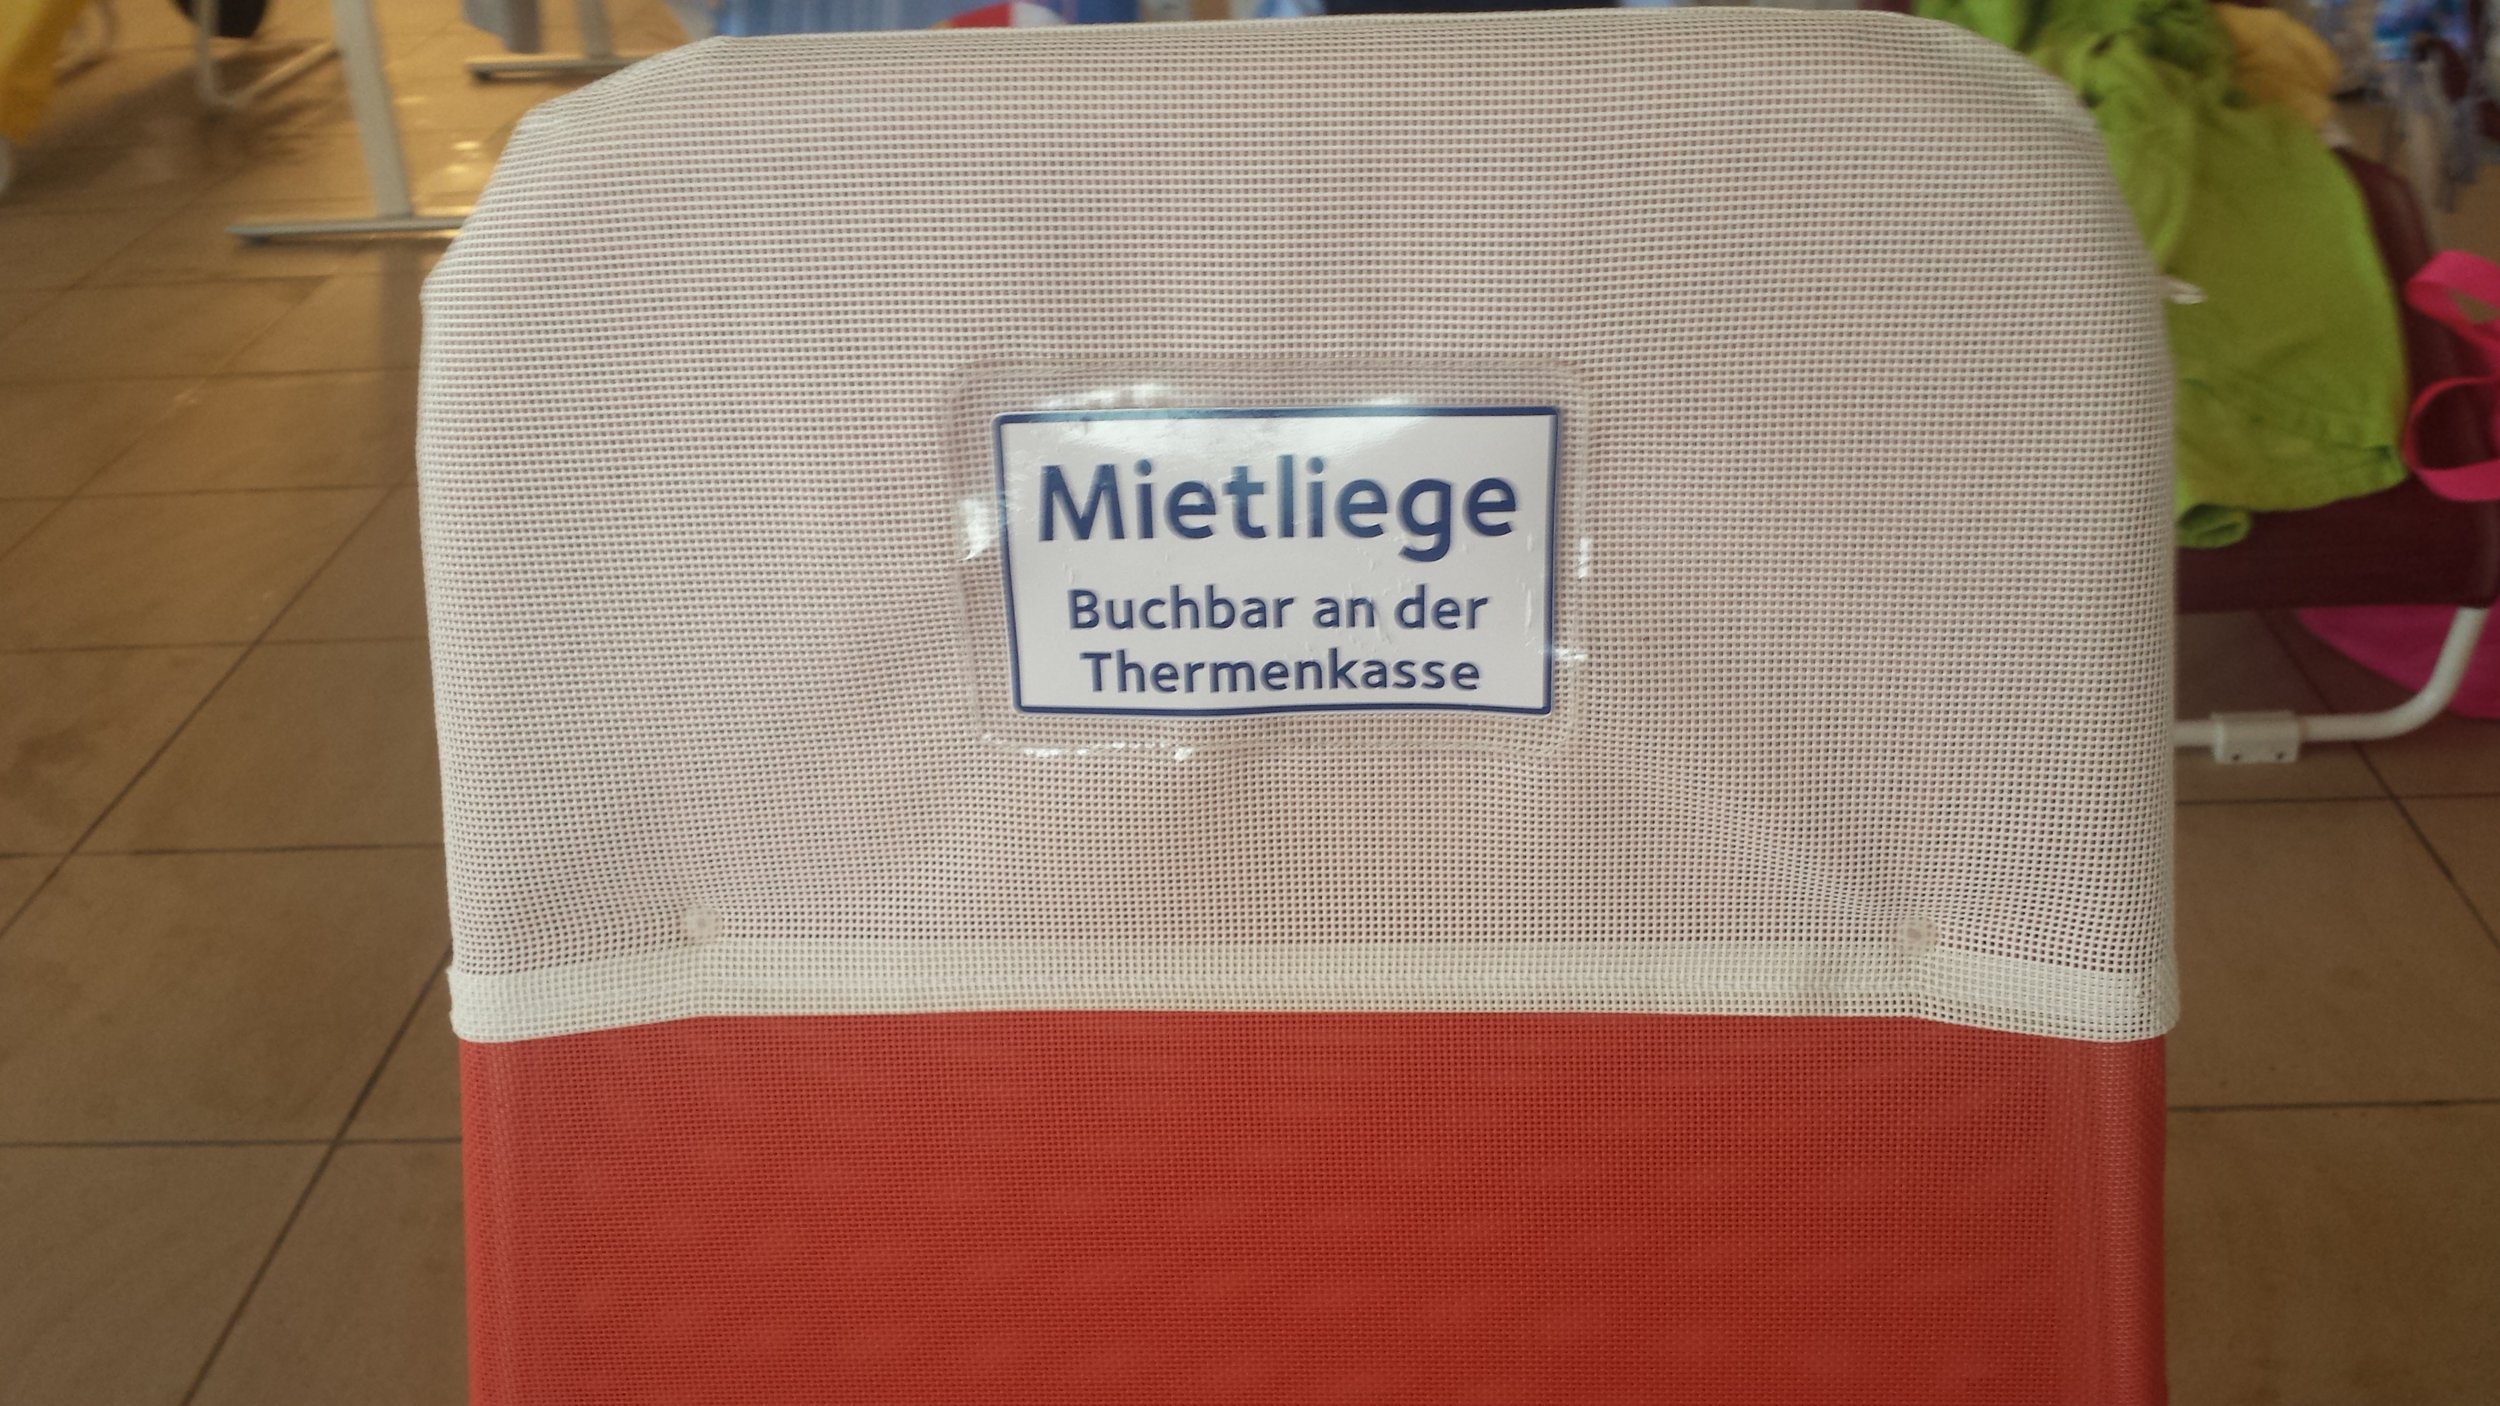 Mietliege
Buchbar an der
Thermenkasse